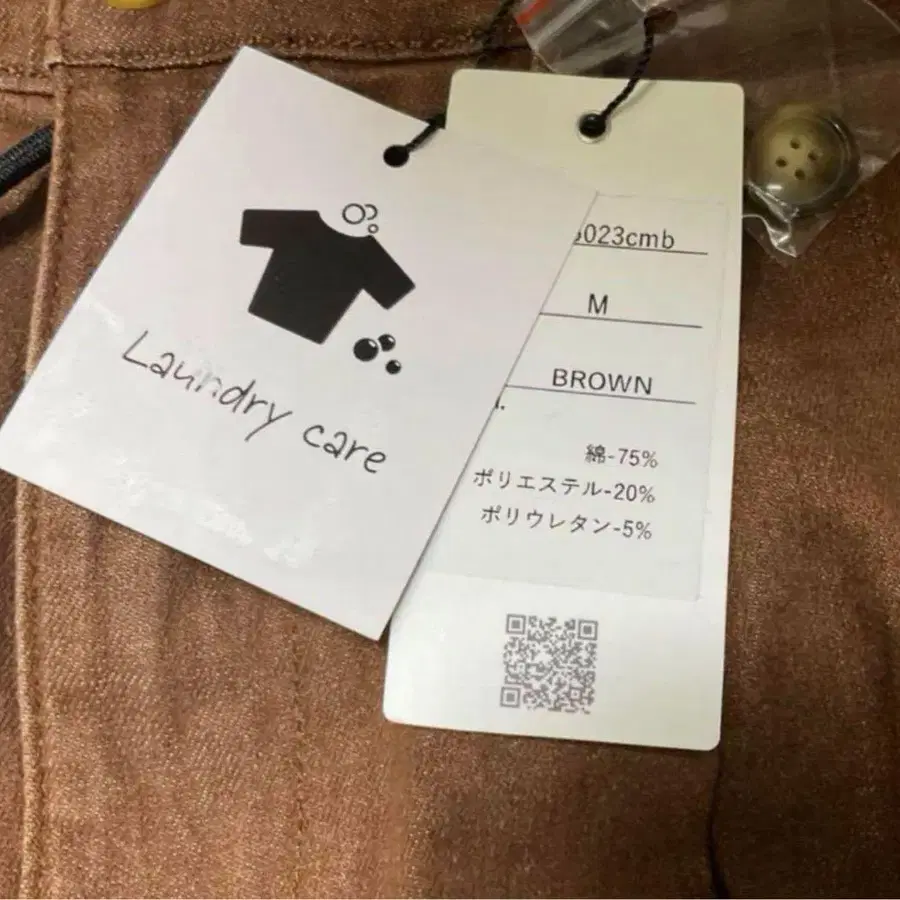 Laundry care
023cmb
M
BROWN
綿-75%
ポリエステル-20%
ポリウレタン-5%